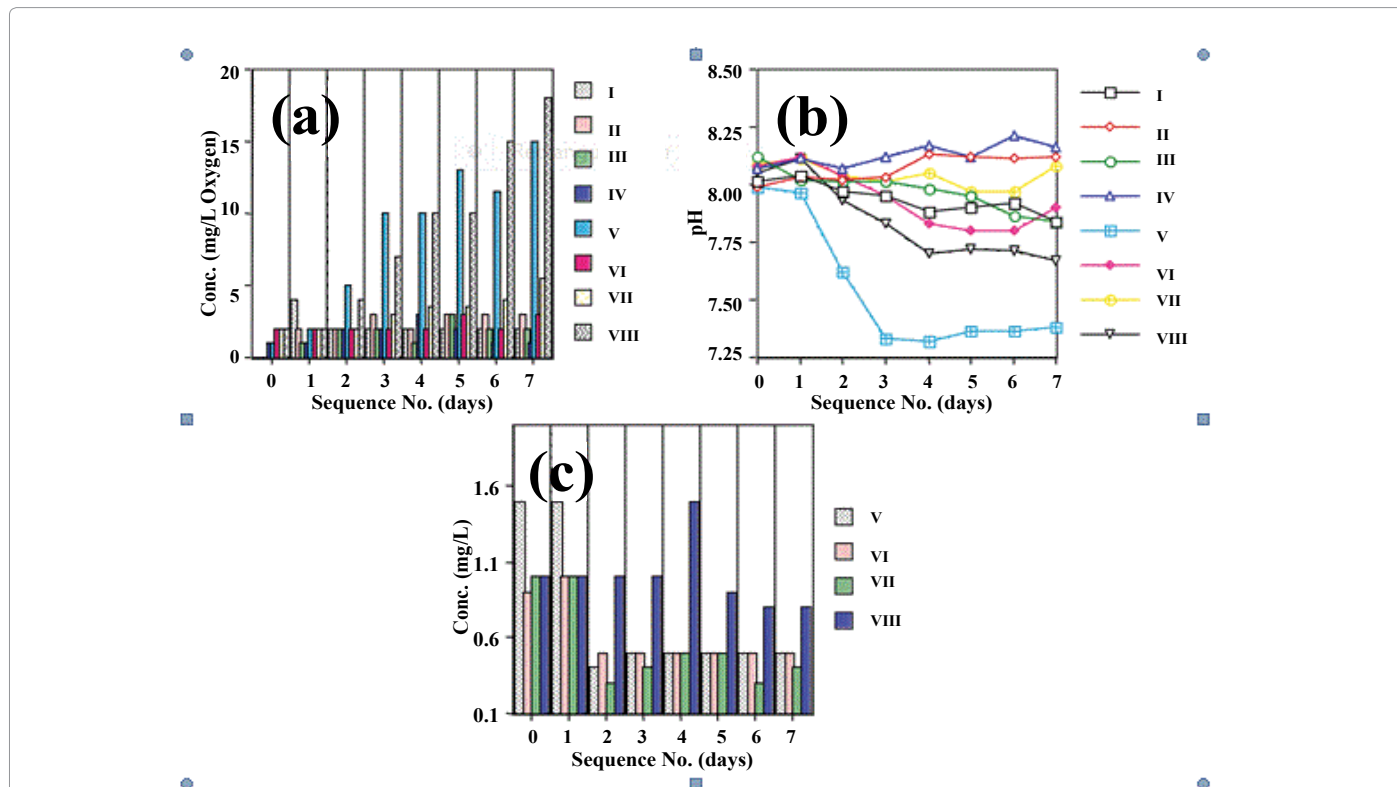 (a)
Conc. (mg/L Oxygen)
20
15
10
5
0
0 1 2 3 4 5 6 7
Sequence No. (days)
I
II
III
IV
V
VI
VII
VIII
(b)
pH
8.50
8.25
8.00
7.75
7.50
7.25
0 1 2 3 4 5 6 7
Sequence No. (days)
I
II
III
IV
V
VI
VII
VIII
(c)
Conc. (mg/L)
1.6
1.1
0.6
0.1
0 1 2 3 4 5 6 7
Sequence No. (days)
V
VI
VII
VIII